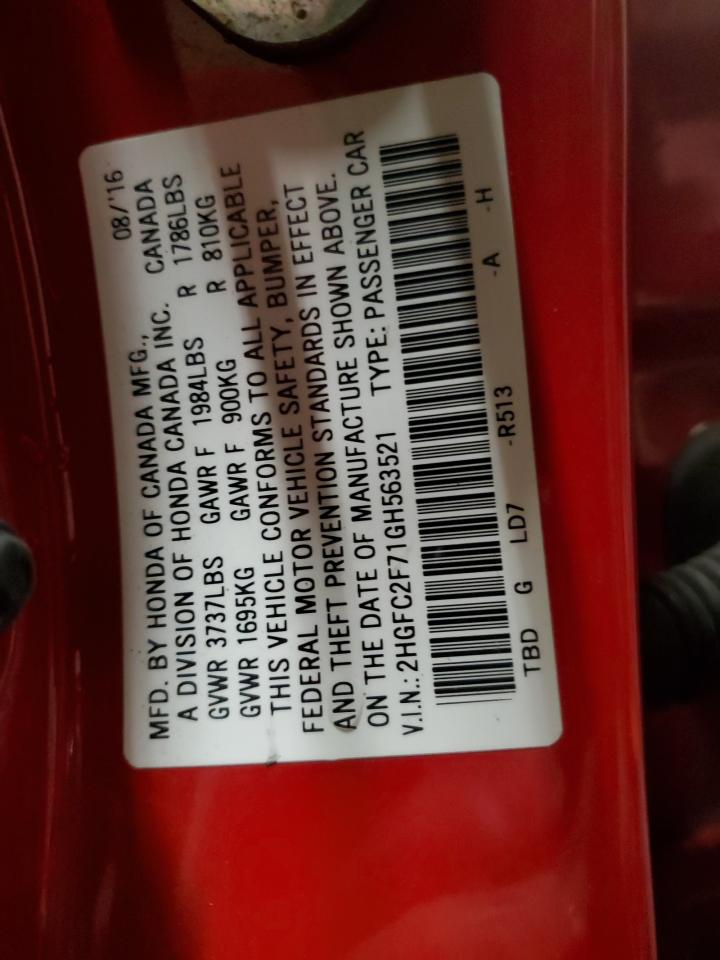 MFD. BY HONDA OF CANADA MFG., 08/'16
A DIVISION OF HONDA CANADA INC. CANADA
GVWR 3737LBS GAWR F 1984LBS R 1786LBS
GVWR 1695KG GAWR F 900KG R 810KG
THIS VEHICLE CONFORMS TO ALL APPLICABLE
FEDERAL MOTOR VEHICLE SAFETY, BUMPER,
AND THEFT PREVENTION STANDARDS IN EFFECT
ON THE DATE OF MANUFACTURE SHOWN ABOVE.
V.I.N.: 2HGFC2F71GH563521 TYPE: PASSENGER CAR
TBD G LD7 -R513 -A -H